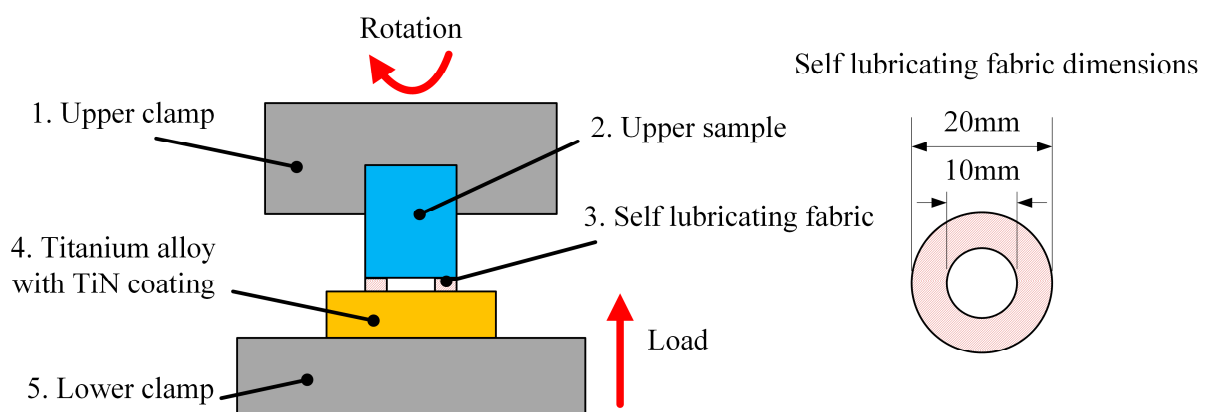 Rotation
Self lubricating fabric dimensions
1. Upper clamp
20mm
2. Upper sample
10mm
3. Self lubricating fabric
4. Titanium alloy
with TiN coating
Load
5. Lower clamp